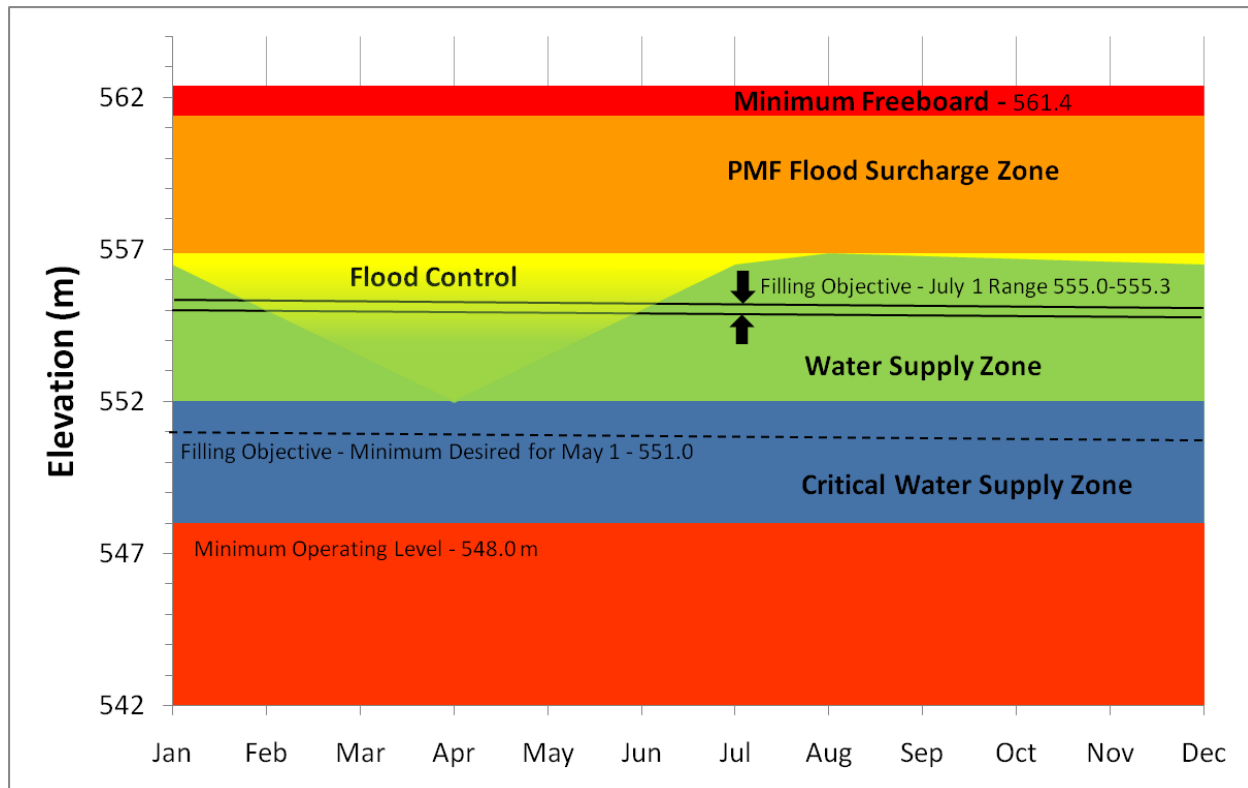 562
Minimum Freeboard - 561.4
PMF Flood Surcharge Zone
557
Flood Control
Filling Objective - July 1 Range 555.0-555.3
Water Supply Zone
552
Filling Objective - Minimum Desired for May 1 - 551.0
Critical Water Supply Zone
Minimum Operating Level - 548.0 m
547
542
Elevation (m)
Jan Feb Mar Apr May Jun Jul Aug Sep Oct Nov Dec